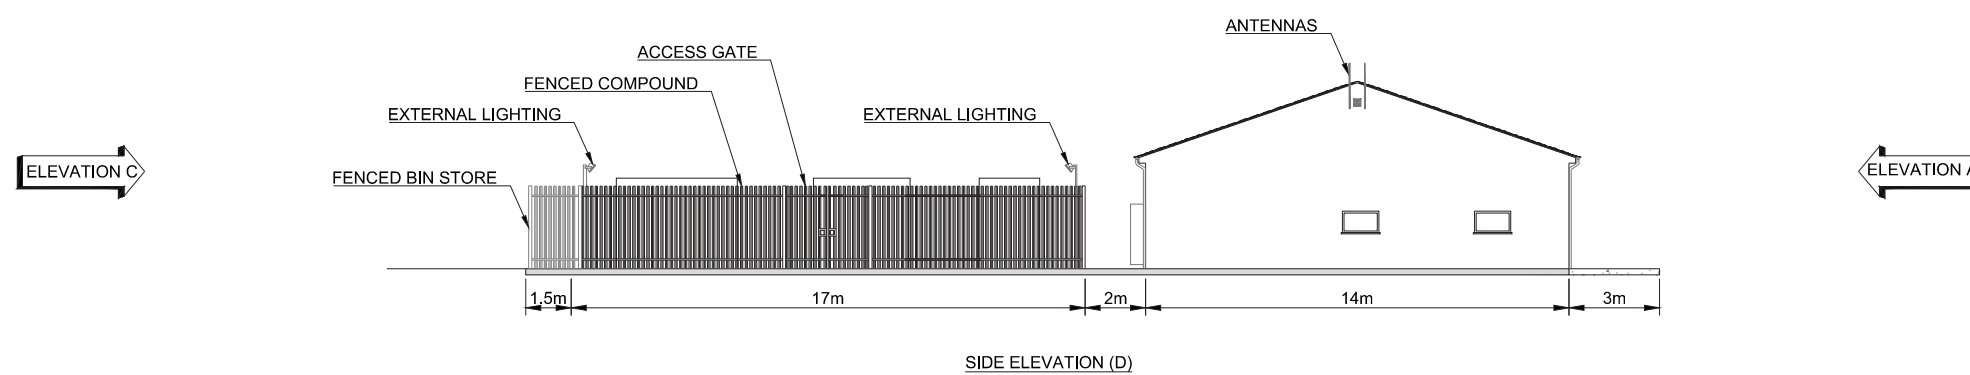 ANTENNAS
ACCESS GATE
FENCED COMPOUND
EXTERNAL LIGHTING
EXTERNAL LIGHTING
ELEVATION C
ELEVATION A
FENCED BIN STORE
1.5m
17m
2m
14m
3m
SIDE ELEVATION (D)